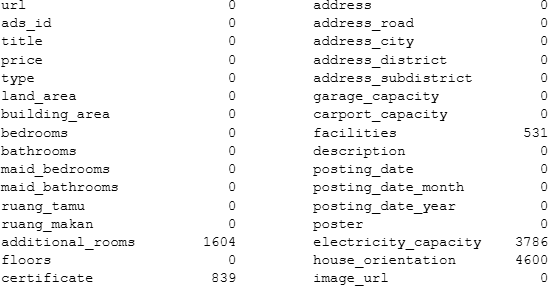 url 0
ads_id 0
title 0
price 0
type 0
land_area 0
building_area 0
bedrooms 0
bathrooms 0
maid_bedrooms 0
maid_bathrooms 0
ruang_tamu 0
ruang_makan 0
additional_rooms 1604
floors 0
certificate 839
address 0
address_road 0
address_city 0
address_district 0
address_subdistrict 0
garage_capacity 0
carport_capacity 0
facilities 531
description 0
posting_date 0
posting_date_month 0
posting_date_year 0
poster 0
electricity_capacity 3786
house_orientation 4600
image_url 0